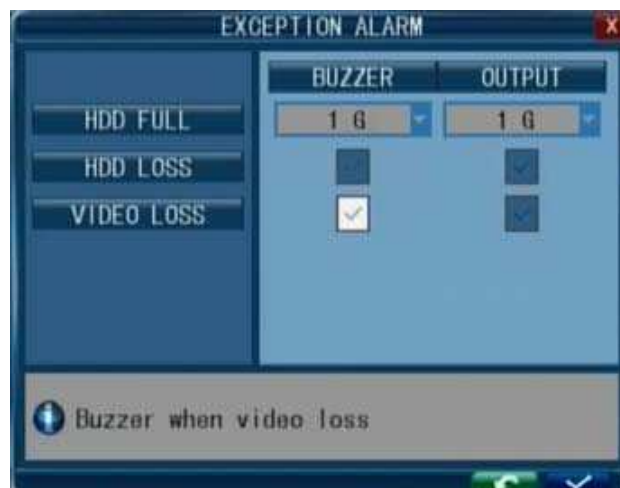 EXCEPTION ALARM X
BUZZER OUTPUT
HDD FULL 1 G 1 G
HDD LOSS
VIDEO LOSS
Buzzer when video loss